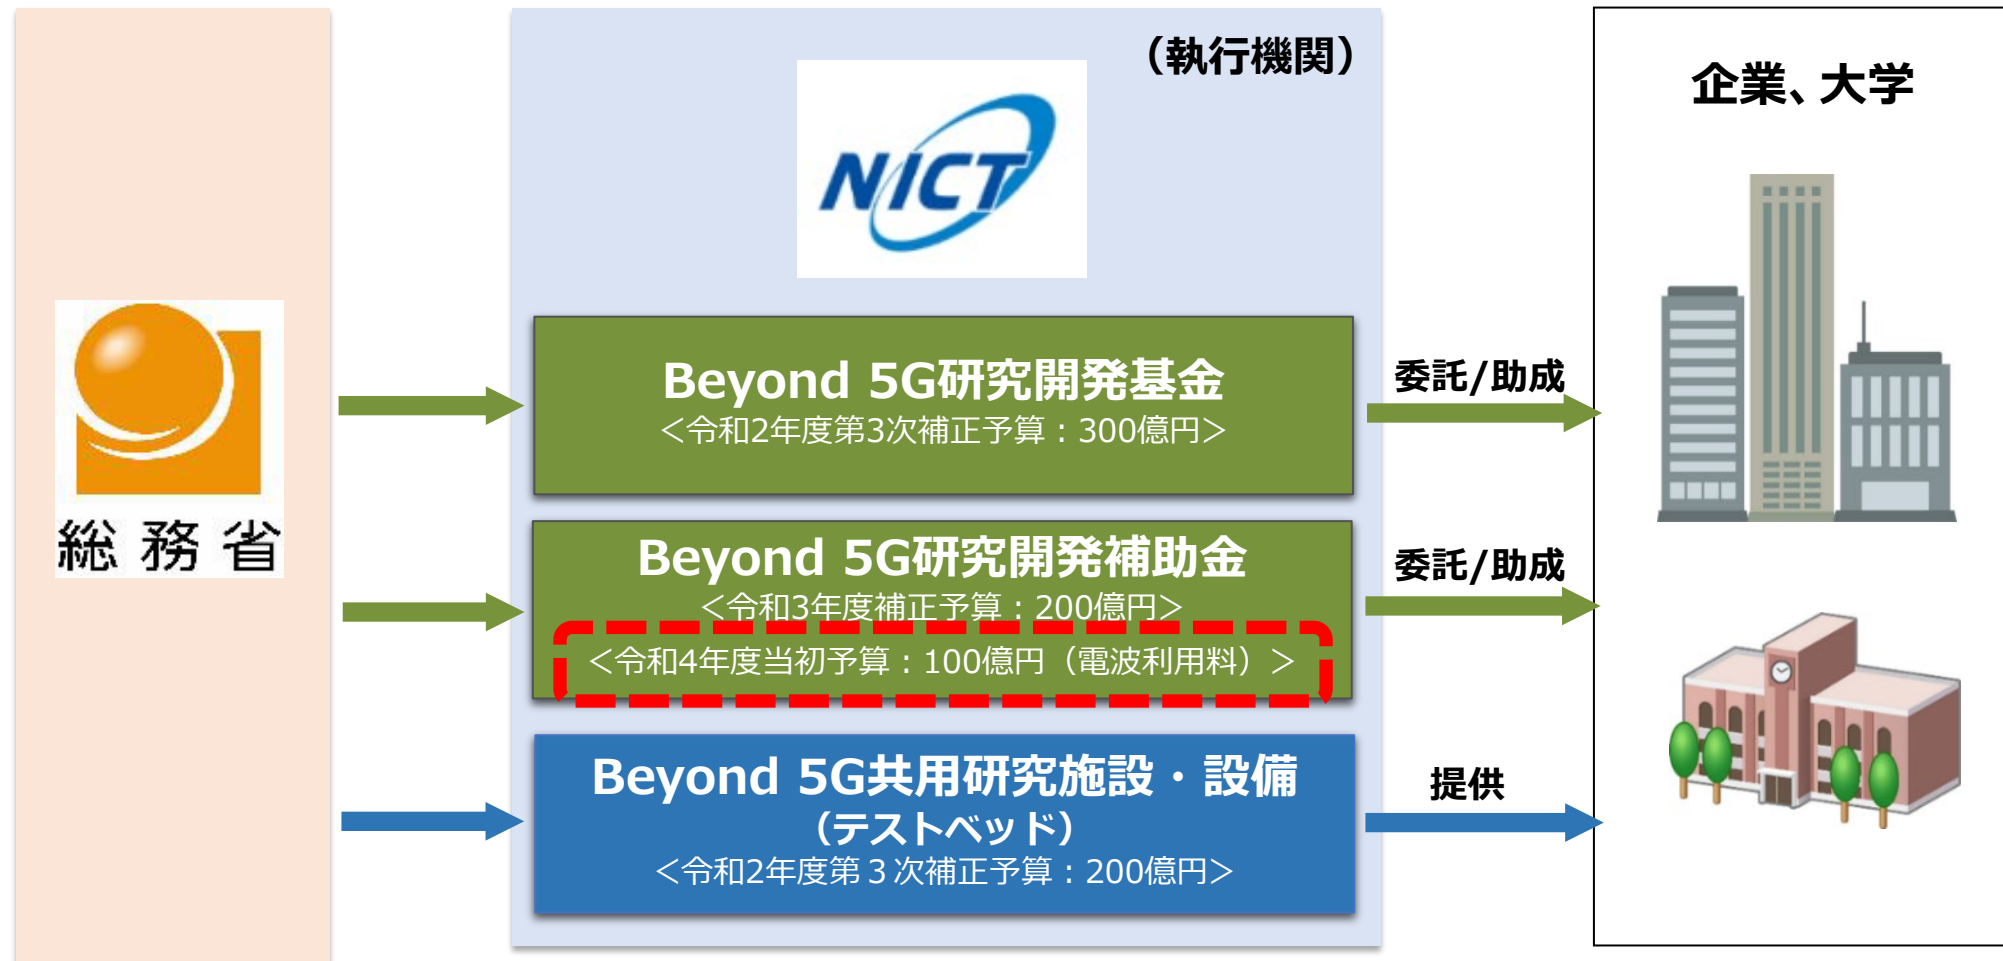 総務省
（執行機関）
NICT
Beyond 5G研究開発基金
＜令和2年度第3次補正予算：300億円＞
Beyond 5G研究開発補助金
＜令和3年度補正予算：200億円＞
＜令和4年度当初予算：100億円（電波利用料）＞
Beyond 5G共用研究施設・設備
（テストベッド）
＜令和2年度第３次補正予算：200億円＞
委託/助成
委託/助成
提供
企業、大学